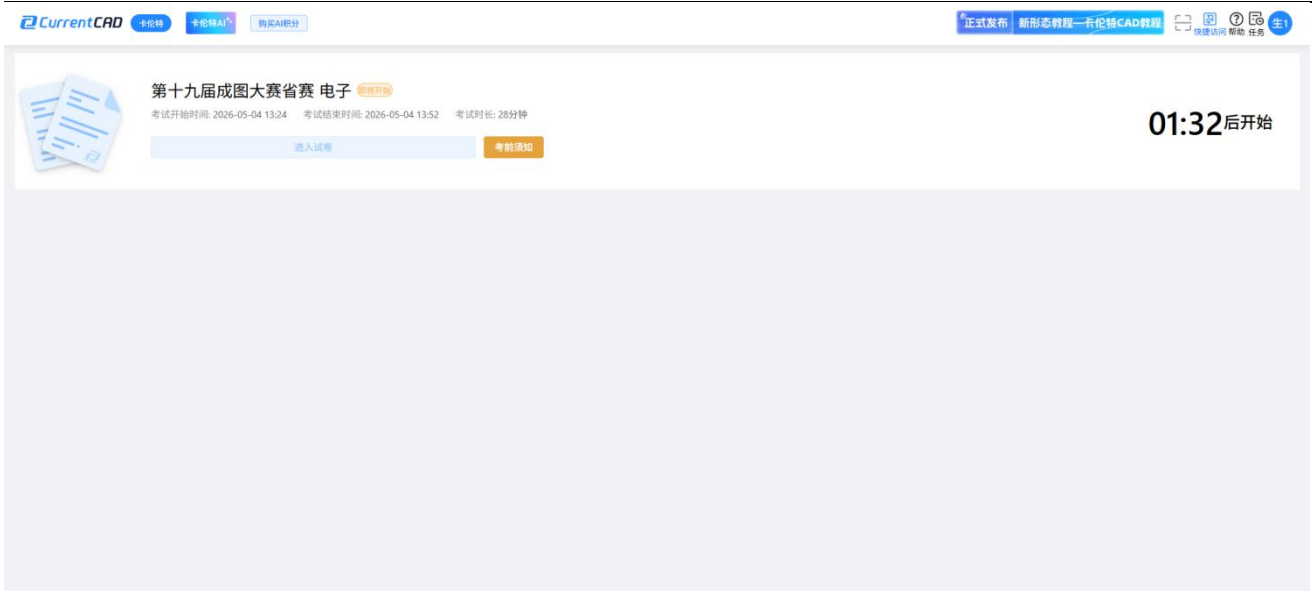 CurrentCAD 卡伦特 卡伦特AI 购买AI积分 正式发布 新形态教程—卡伦特CAD教程 快捷访问 帮助 任务 生1
第十九届成图大赛省赛 电子 即将开始
考试开始时间: 2026-05-04 13:24 考试结束时间: 2026-05-04 13:52 考试时长: 28分钟
01:32后开始
进入试卷 考前须知